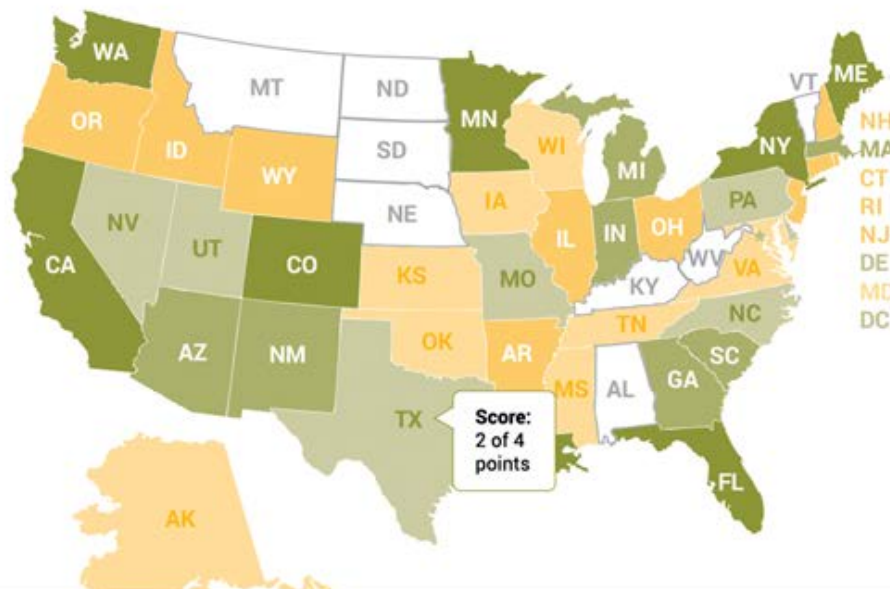 WA
MT
ND
MN
VT
ME
OR
ID
SD
WI
NY
NH
MA
WY
MI
CT
NE
IA
PA
RI
NV
UT
CO
IL
IN
OH
NJ
CA
KS
MO
WV
VA
DE
KY
MD
NC
DC
AZ
NM
OK
AR
TN
SC
MS
AL
GA
TX
Score:
2 of 4
points
FL
AK